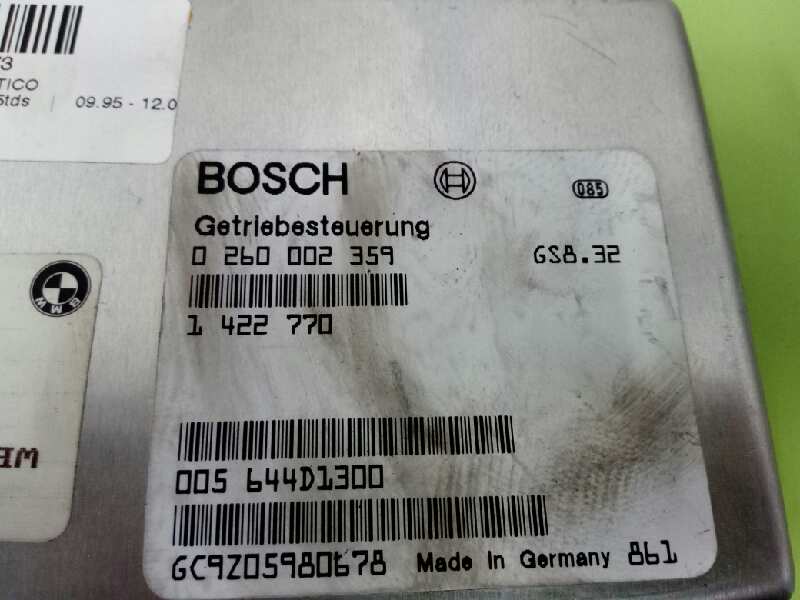 3
TICO
5tds | 09.95 - 12.0
BOSCH
085
Getriebesteuerung
0 260 002 359 GS8.32
1 422 770
BMW
005 644D1300
GC9Z05980678 Made in Germany 861